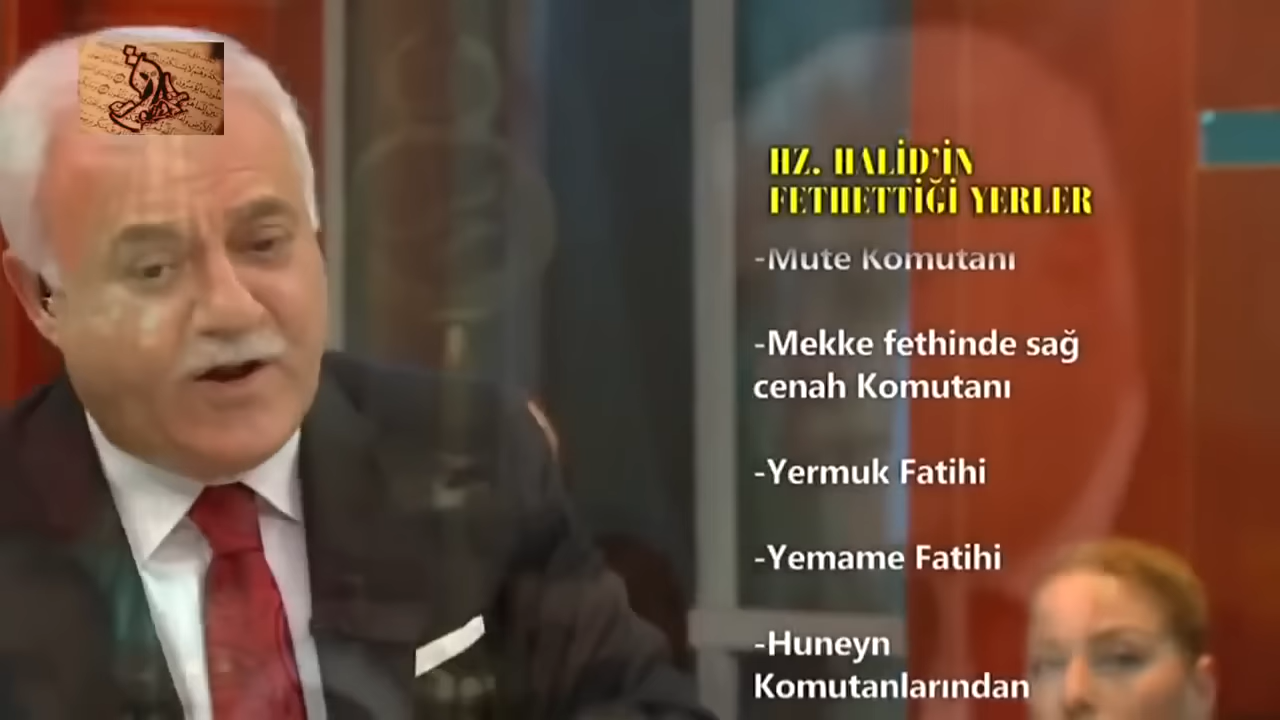 HZ. HALİD'İN
FETHETTİĞİ YERLER
-Mute Komutanı
-Mekke fethinde sağ
cenah Komutanı
-Yermuk Fatihi
-Yemame Fatihi
-Huneyn
Komutanlarından